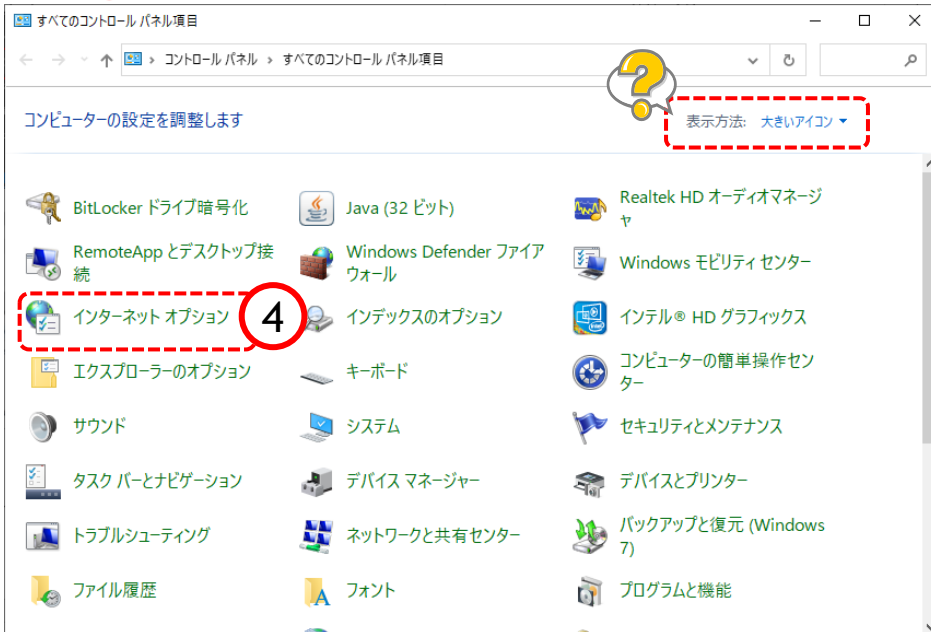 すべてのコントロール パネル項目
コントロール パネル › すべてのコントロール パネル項目
?
コンピューターの設定を調整します
表示方法: 大きいアイコン
BitLocker ドライブ暗号化
Java (32 ビット)
Realtek HD オーディオマネージ
ャ
RemoteApp とデスクトップ接
続
Windows Defender ファイア
ウォール
Windows モビリティ センター
インターネット オプション
4
インデックスのオプション
インテル® HD グラフィックス
エクスプローラーのオプション
キーボード
コンピューターの簡単操作セン
ター
サウンド
システム
セキュリティとメンテナンス
タスク バーとナビゲーション
デバイス マネージャー
デバイスとプリンター
トラブルシューティング
ネットワークと共有センター
バックアップと復元 (Windows
7)
ファイル履歴
フォント
プログラムと機能